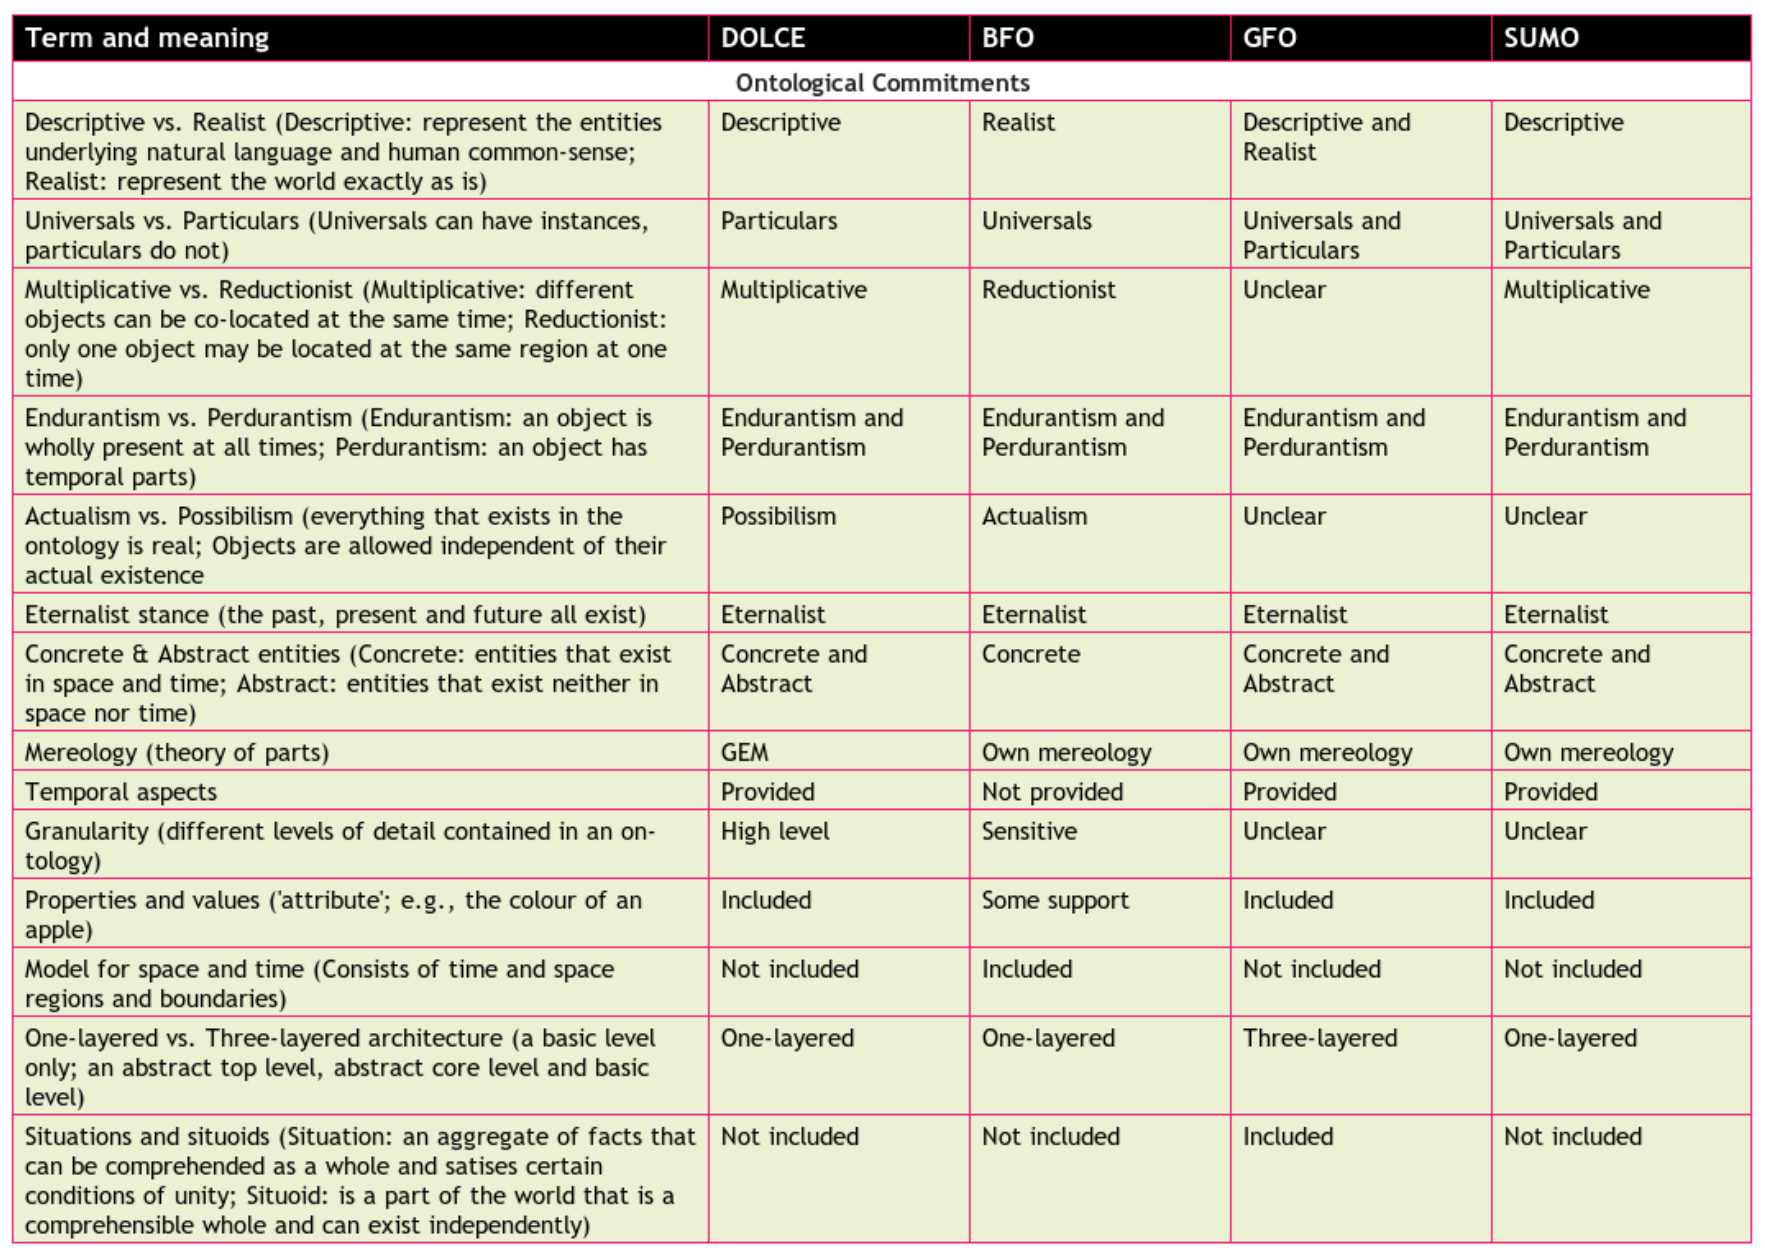 Term and meaning DOLCE BFO GFO SUMO
Ontological Commitments
Descriptive vs. Realist (Descriptive: represent the entities Descriptive Realist Descriptive and Descriptive
underlying natural language and human common-sense; Realist
Realist: represent the world exactly as is)
Universals vs. Particulars (Universals can have instances, Particulars Universals Universals and Universals and
particulars do not) Particulars Particulars
Multiplicative vs. Reductionist (Multiplicative: different Multiplicative Reductionist Unclear Multiplicative
objects can be co-located at the same time; Reductionist:
only one object may be located at the same region at one
time)
Endurantism vs. Perdurantism (Endurantism: an object is Endurantism and Endurantism and Endurantism and Endurantism and
wholly present at all times; Perdurantism: an object has Perdurantism Perdurantism Perdurantism Perdurantism
temporal parts)
Actualism vs. Possibilism (everything that exists in the Possibilism Actualism Unclear Unclear
ontology is real; Objects are allowed independent of their
actual existence
Eternalist stance (the past, present and future all exist) Eternalist Eternalist Eternalist Eternalist
Concrete & Abstract entities (Concrete: entities that exist Concrete and Concrete Concrete and Concrete and
in space and time; Abstract: entities that exist neither in Abstract Abstract Abstract
space nor time)
Mereology (theory of parts) GEM Own mereology Own mereology Own mereology
Temporal aspects Provided Not provided Provided Provided
Granularity (different levels of detail contained in an on- High level Sensitive Unclear Unclear
tology)
Properties and values ('attribute'; e.g., the colour of an Included Some support Included Included
apple)
Model for space and time (Consists of time and space Not included Included Not included Not included
regions and boundaries)
One-layered vs. Three-layered architecture (a basic level One-layered One-layered Three-layered One-layered
only; an abstract top level, abstract core level and basic
level)
Situations and situoids (Situation: an aggregate of facts that Not included Not included Included Not included
can be comprehended as a whole and satises certain
conditions of unity; Situoid: is a part of the world that is a
comprehensible whole and can exist independently)